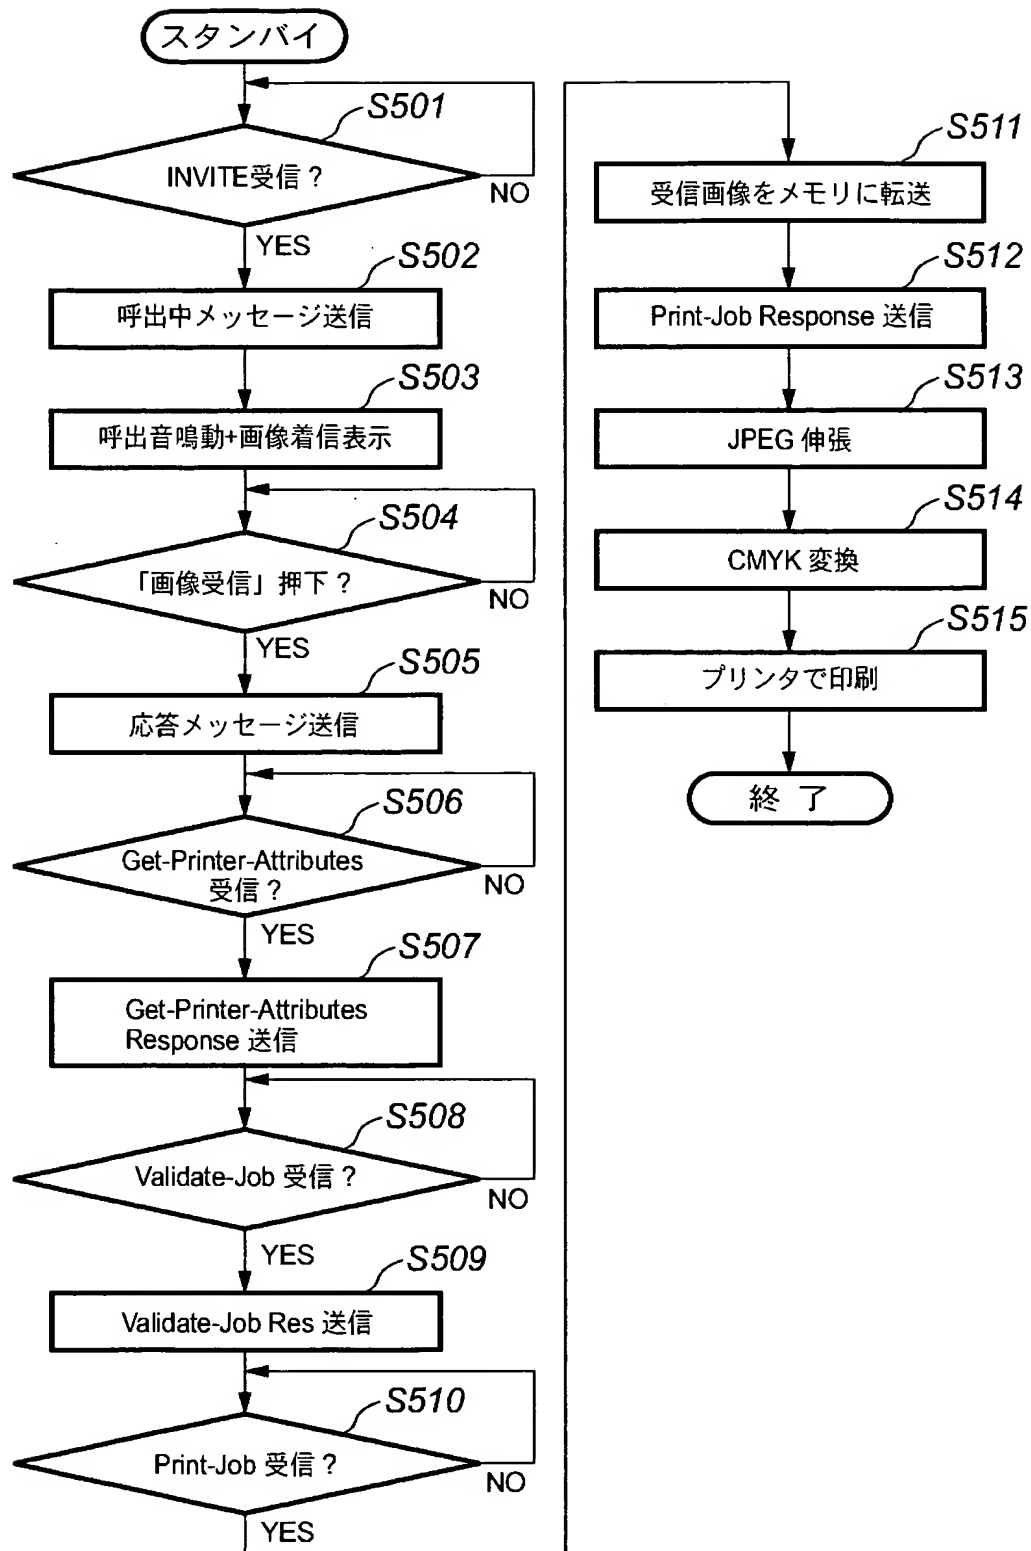 スタンバイ
S501
INVITE受信？
NO
YES
S502
呼出中メッセージ送信
S503
呼出音鳴動+画像着信表示
S504
「画像受信」押下？
NO
YES
S505
応答メッセージ送信
S506
Get-Printer-Attributes
受信？
NO
YES
S507
Get-Printer-Attributes
Response 送信
S508
Validate-Job 受信？
NO
YES
S509
Validate-Job Res 送信
S510
Print-Job 受信？
NO
YES
S511
受信画像をメモリに転送
S512
Print-Job Response 送信
S513
JPEG 伸張
S514
CMYK 変換
S515
プリンタで印刷
終 了